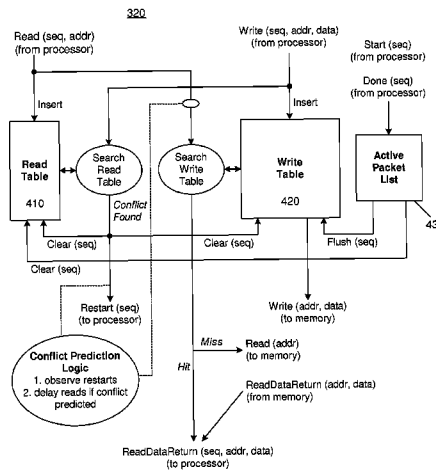 320
Read (seq, addr)
(from processor)
Write (seq, addr, data)
(from processor)
Start (seq)
(from processor)
Done (seq)
(from processor)
Insert
Insert
Read
Table
410
Search
Read
Table
Search
Write
Table
Write
Table
420
Active
Packet
List
Conflict
Found
Clear (seq)
Clear (seq)
Flush (seq)
Clear (seq)
Restart (seq)
(to processor)
Write (addr, data)
(to memory)
Conflict Prediction
Logic
1. observe restarts
2. delay reads if conflict
predicted
Miss
Read (addr)
(to memory)
Hit
ReadDataReturn (addr, data)
(from memory)
ReadDataReturn (seq, addr, data)
(to processor)